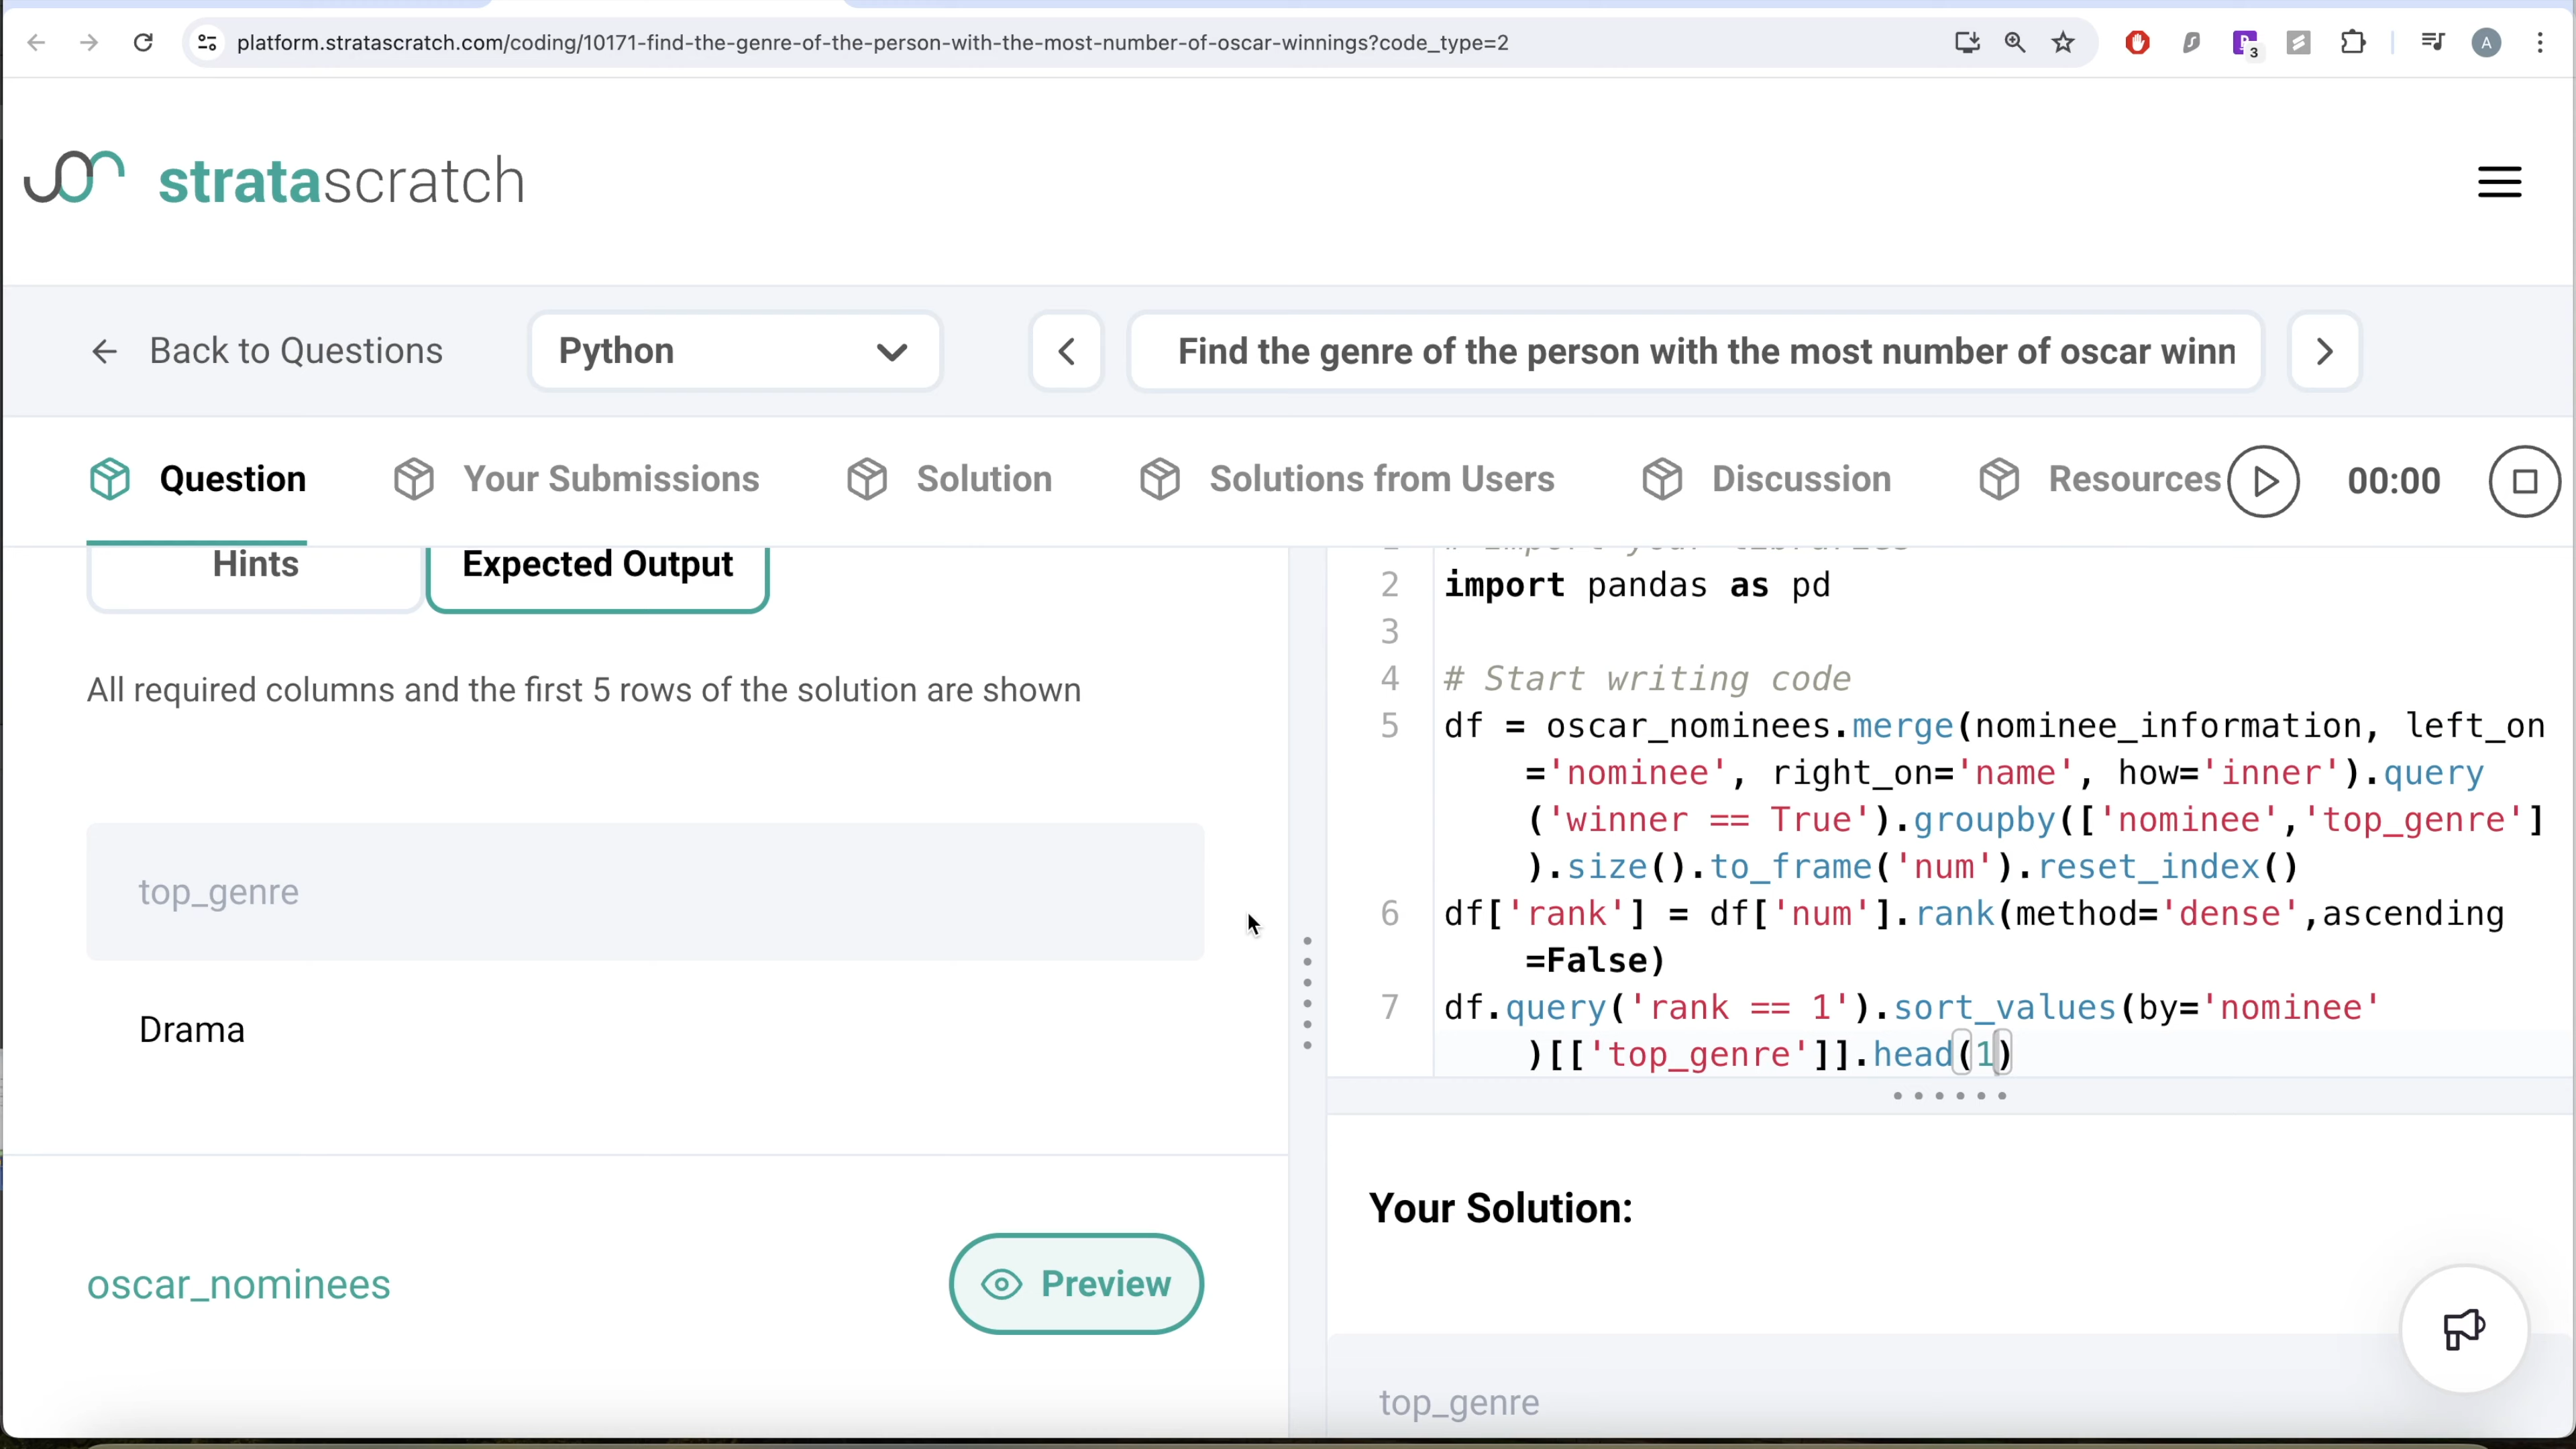 platform.stratascratch.com/coding/10171-find-the-genre-of-the-person-with-the-most-number-of-oscar-winnings?code_type=2
3
A
stratascratch
Back to Questions
Python
Find the genre of the person with the most number of oscar winn
Question
Your Submissions
Solution
Solutions from Users
Discussion
Resources
00:00
Hints
Expected Output
All required columns and the first 5 rows of the solution are shown
top_genre
Drama
oscar_nominees
Preview
# import your libraries
2 import pandas as pd
3
4 # Start writing code
5 df = oscar_nominees.merge(nominee_information, left_on
='nominee', right_on='name', how='inner').query
('winner == True').groupby(['nominee','top_genre']
).size().to_frame('num').reset_index()
6 df['rank'] = df['num'].rank(method='dense',ascending
=False)
7 df.query('rank == 1').sort_values(by='nominee'
)[['top_genre']].head(1)
Your Solution:
top_genre